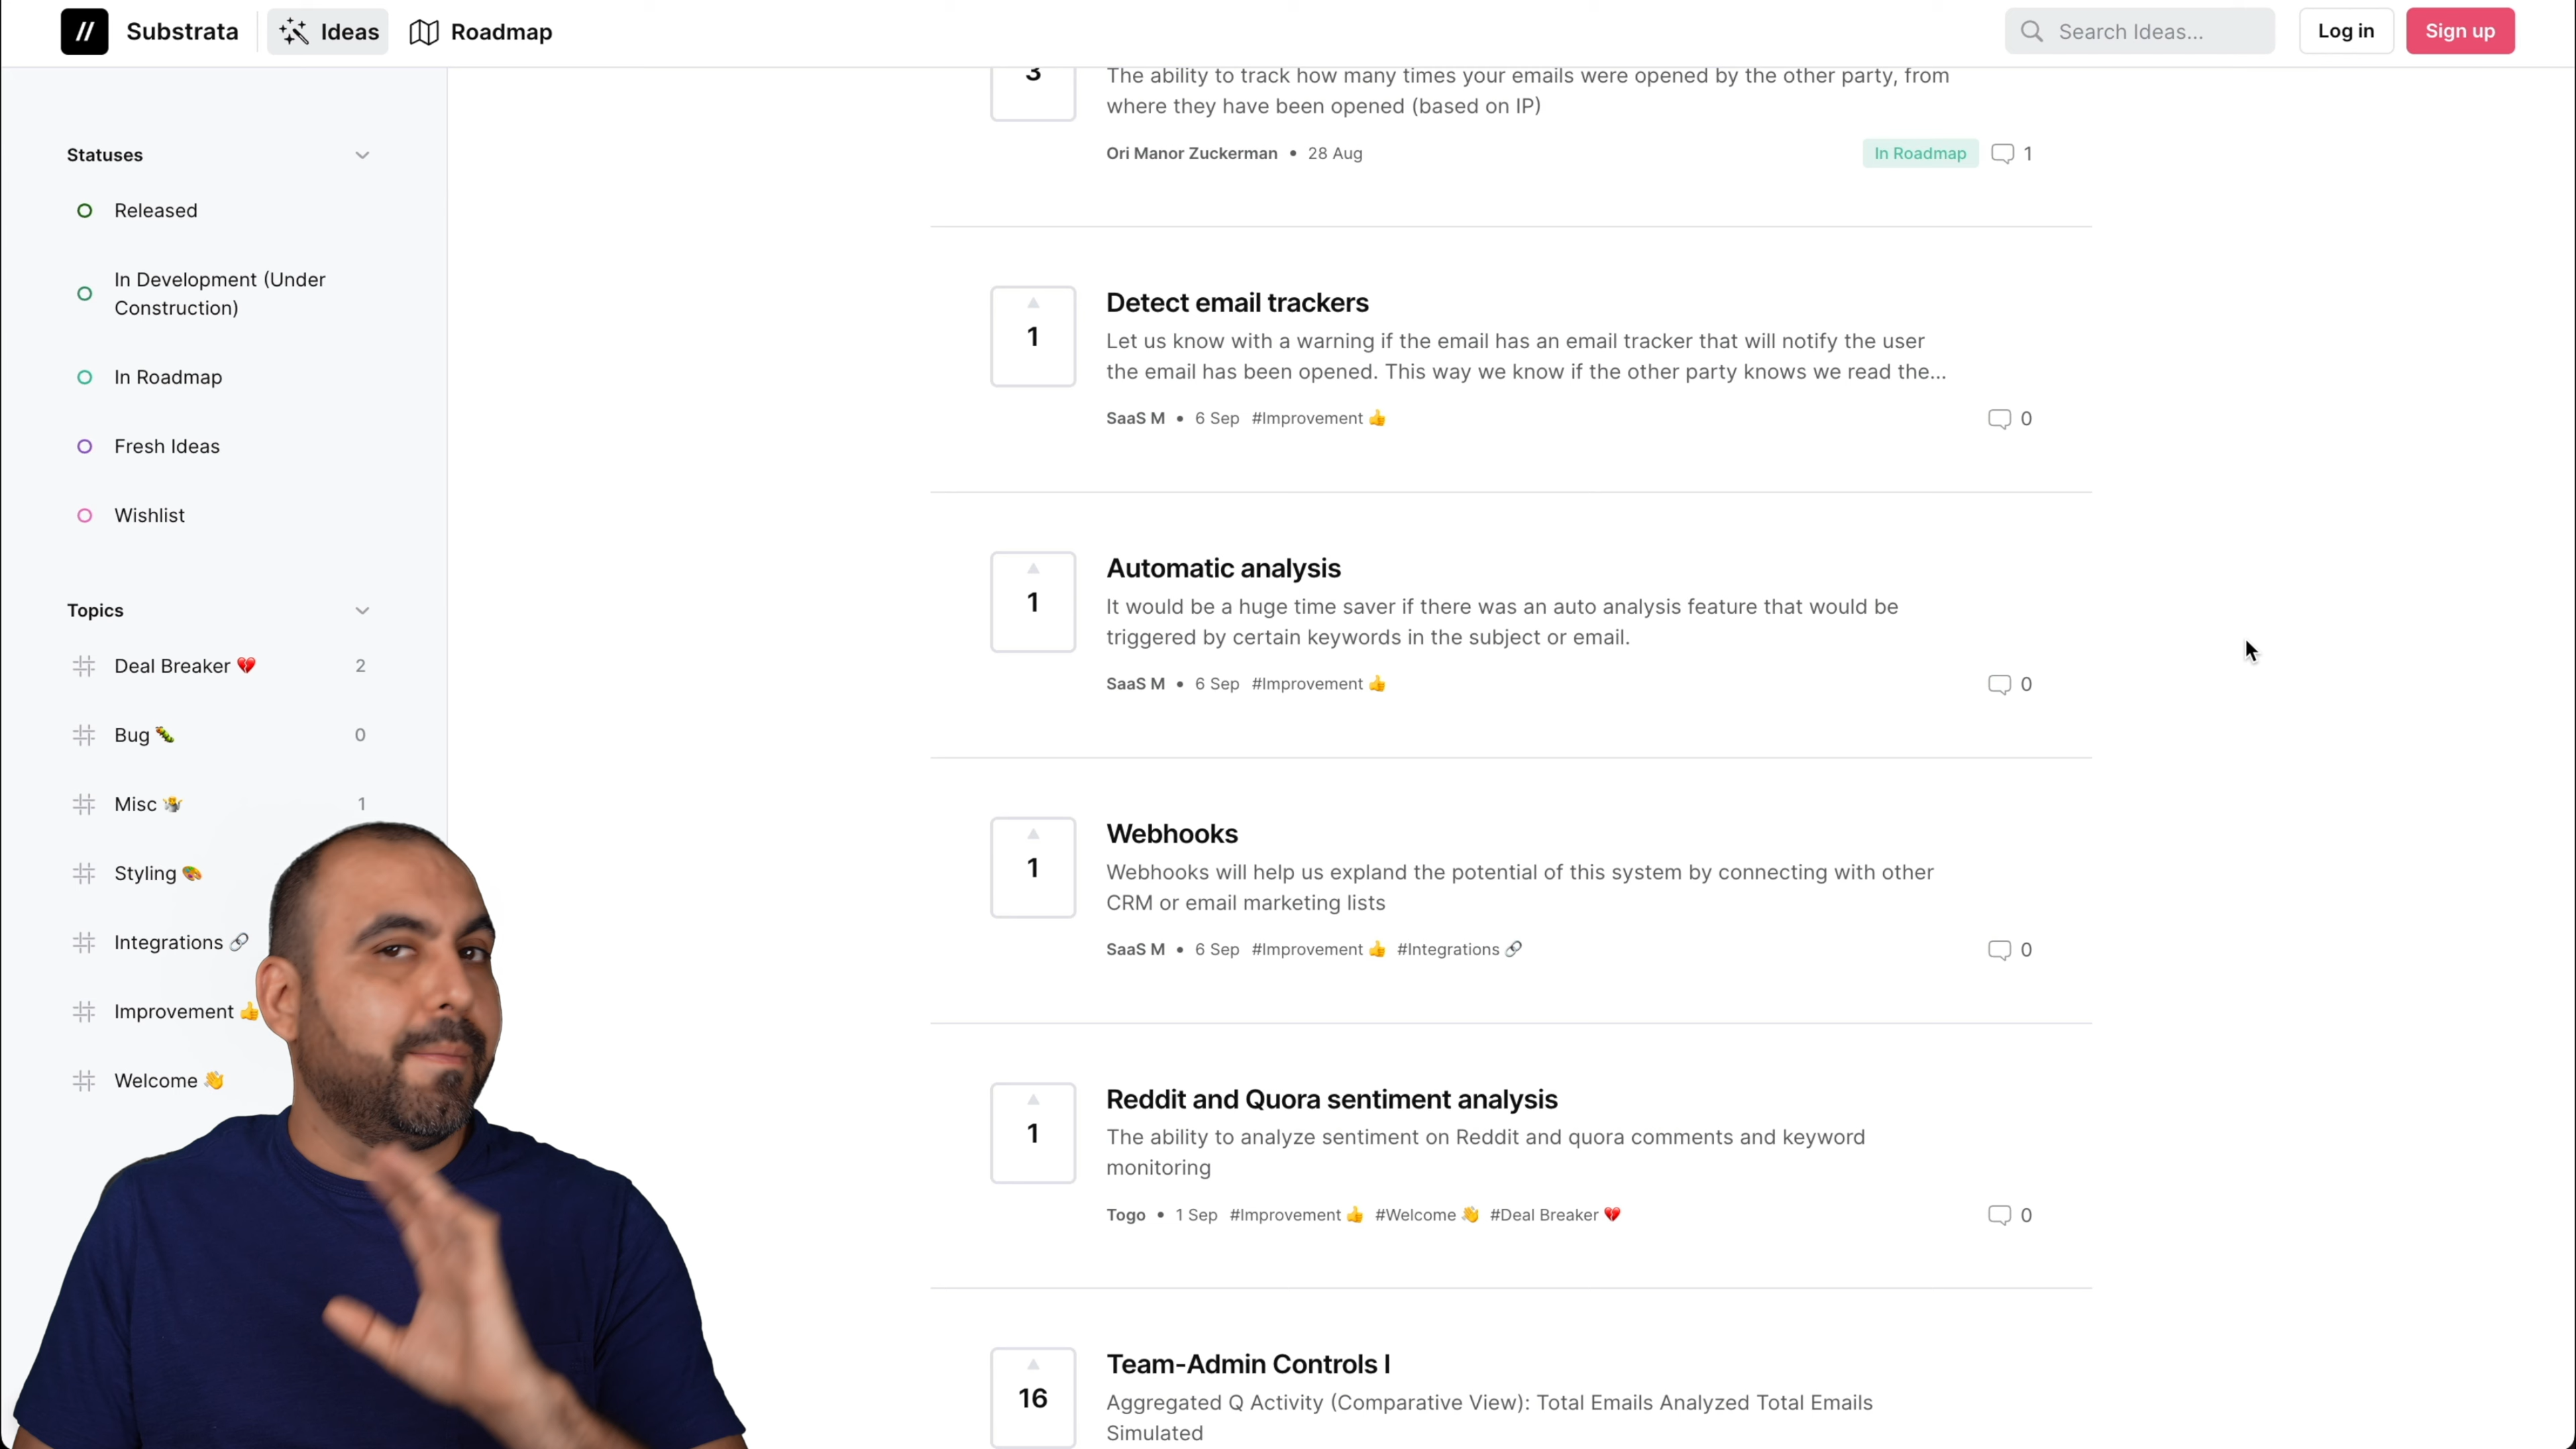 // Substrata Ideas Roadmap Search Ideas... Log in Sign up
Statuses
Released
In Development (Under
Construction)
In Roadmap
Fresh Ideas
Wishlist
Topics
Deal Breaker 💔 2
Bug 🐛 0
Misc 🤷 1
Styling 🎨
Integrations 🔗
Improvement 👍
Welcome 👋
3
The ability to track how many times your emails were opened by the other party, from
where they have been opened (based on IP)
Ori Manor Zuckerman • 28 Aug In Roadmap 1
1
Detect email trackers
Let us know with a warning if the email has an email tracker that will notify the user
the email has been opened. This way we know if the other party knows we read the...
SaaS M • 6 Sep #Improvement 👍 0
1
Automatic analysis
It would be a huge time saver if there was an auto analysis feature that would be
triggered by certain keywords in the subject or email.
SaaS M • 6 Sep #Improvement 👍 0
1
Webhooks
Webhooks will help us expland the potential of this system by connecting with other
CRM or email marketing lists
SaaS M • 6 Sep #Improvement 👍 #Integrations 🔗 0
1
Reddit and Quora sentiment analysis
The ability to analyze sentiment on Reddit and quora comments and keyword
monitoring
Togo • 1 Sep #Improvement 👍 #Welcome 👋 #Deal Breaker 💔 0
16
Team-Admin Controls I
Aggregated Q Activity (Comparative View): Total Emails Analyzed Total Emails
Simulated